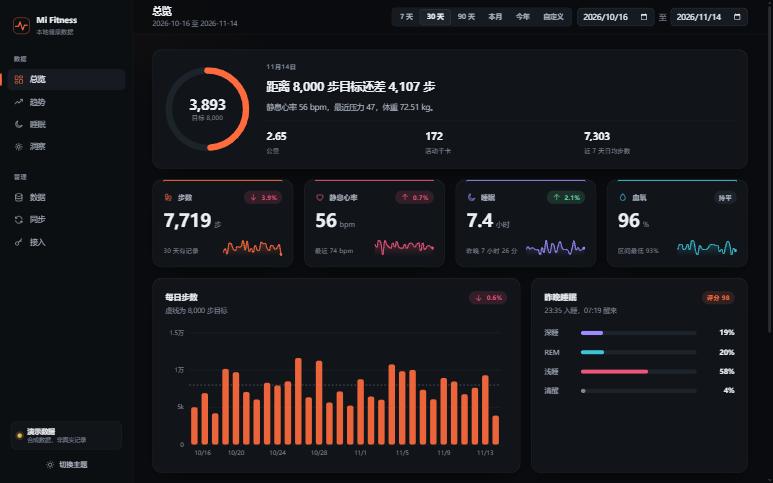 Mi Fitness
本地健康数据
数据
总览
趋势
睡眠
洞察
管理
数据
同步
接入
演示数据
合成数据，非真实记录
切换主题
总览
2026-10-16 至 2026-11-14
7 天 30 天 90 天 本月 今年 自定义
2026/10/16 至 2026/11/14
3,893
目标 8,000
11月14日
距离 8,000 步目标还差 4,107 步
静息心率 56 bpm，最近压力 47，体重 72.51 kg。
2.65 172 7,303
公里 活动千卡 近 7 天日均步数
步数 ↓ 3.9%
7,719 步
30 天有记录
静息心率 ↑ 0.7%
56 bpm
最近 74 bpm
睡眠 ↑ 2.1%
7.4 小时
昨晚 7 小时 26 分
血氧 持平
96 %
区间最低 93%
每日步数 ↓ 0.6%
虚线为 8,000 步目标
1.5万
1万
5k
0
10/16 10/20 10/24 10/28 11/1 11/5 11/9 11/13
昨晚睡眠 评分 98
23:35 入睡，07:19 醒来
深睡 19%
REM 20%
浅睡 58%
清醒 4%